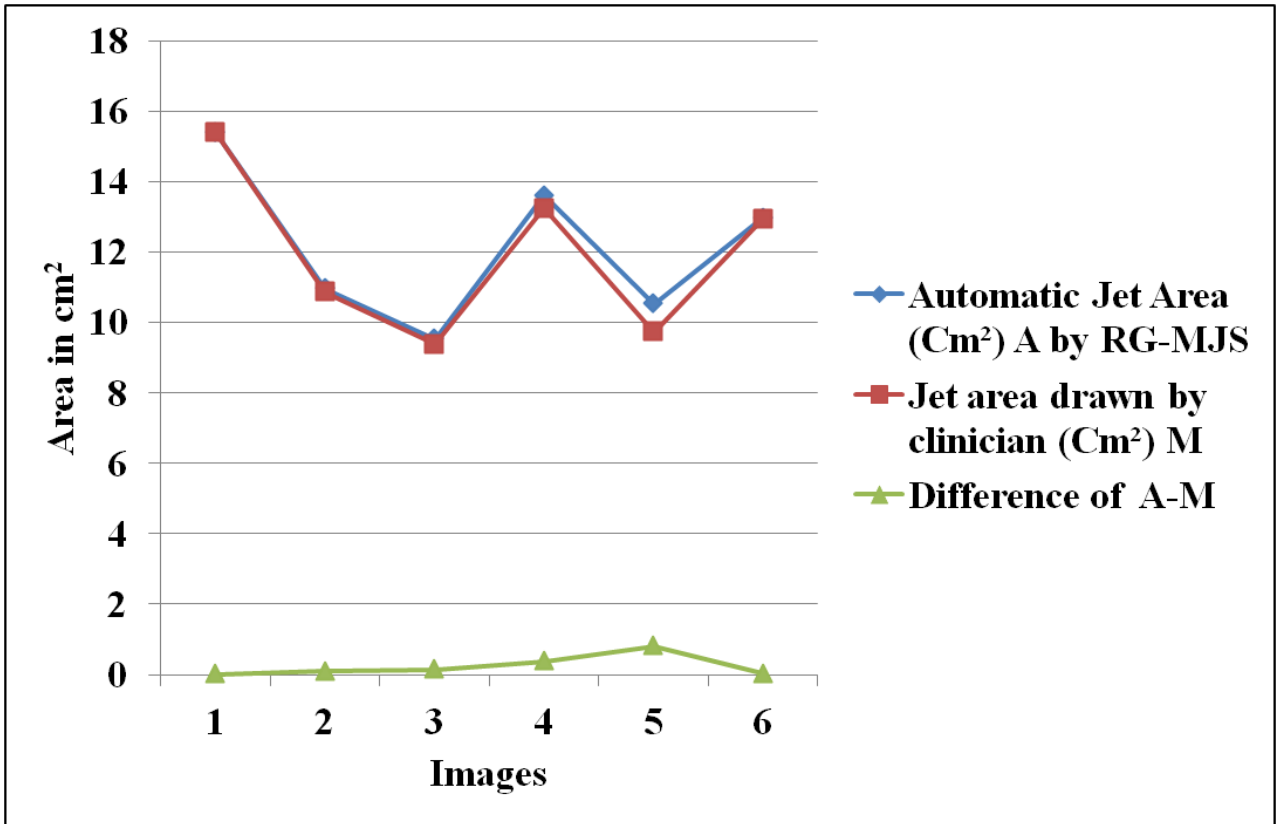 18
16
14
12
10
8
6
4
2
0
Area in cm²
1 2 3 4 5 6
Images
Automatic Jet Area
(Cm²) A by RG-MJS
Jet area drawn by
clinician (Cm²) M
Difference of A-M